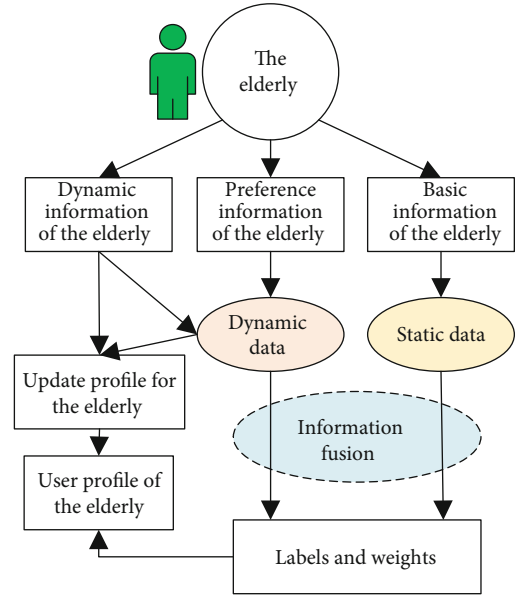 The
elderly
Dynamic
information
of the elderly
Preference
information
of the elderly
Basic
information
of the elderly
Dynamic
data
Static data
Update profile for
the elderly
Information
fusion
User profile of
the elderly
Labels and weights